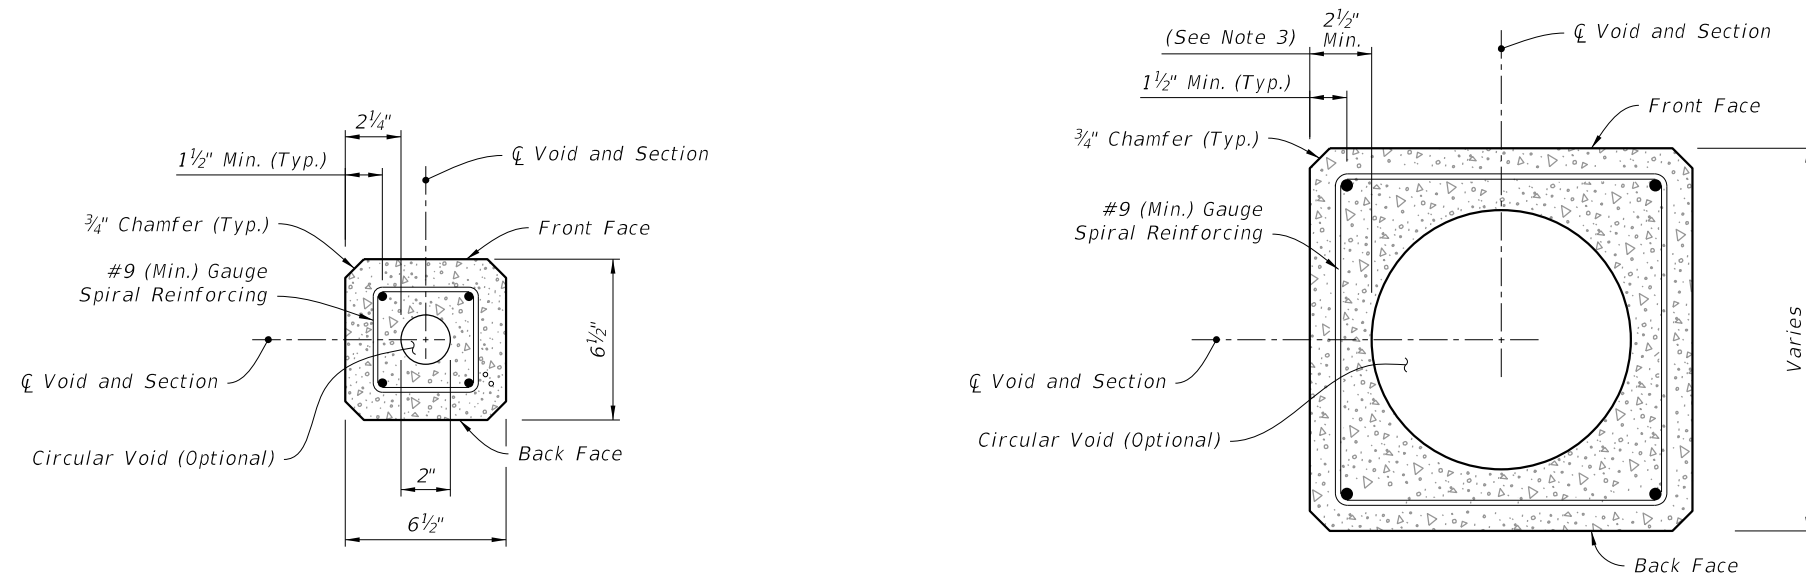 2¼"
1½" Min. (Typ.)
℄ Void and Section
¾" Chamfer (Typ.)
Front Face
#9 (Min.) Gauge
Spiral Reinforcing
6½"
℄ Void and Section
Circular Void (Optional)
Back Face
2"
6½"
2½"
Min.
(See Note 3)
℄ Void and Section
1½" Min. (Typ.)
Front Face
¾" Chamfer (Typ.)
#9 (Min.) Gauge
Spiral Reinforcing
Varies
℄ Void and Section
Circular Void (Optional)
Back Face